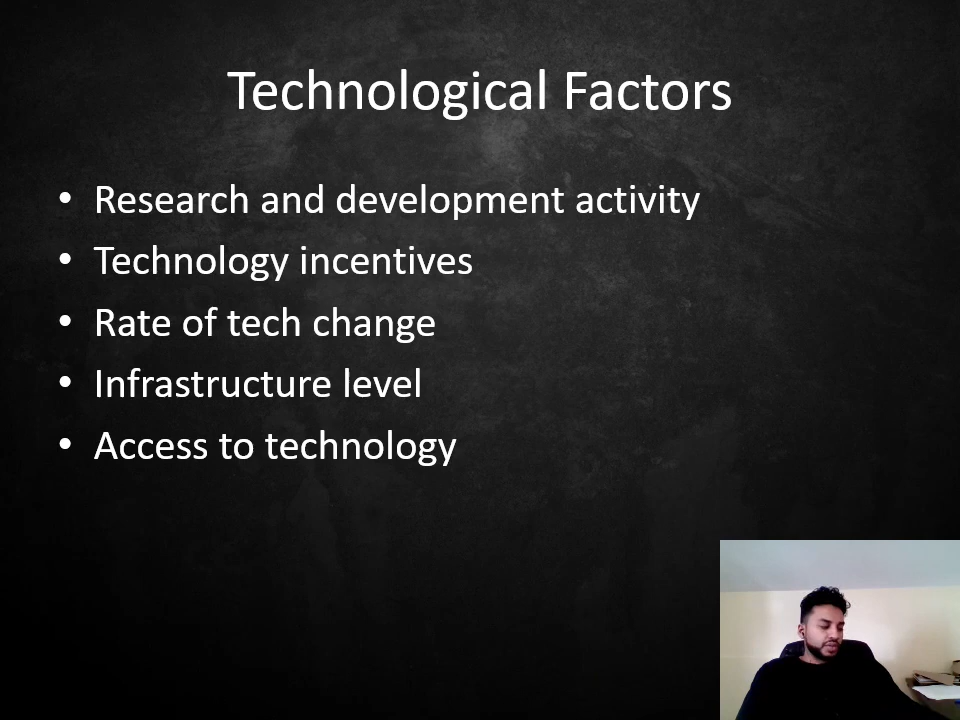 Technological Factors
• Research and development activity
• Technology incentives
• Rate of tech change
• Infrastructure level
• Access to technology